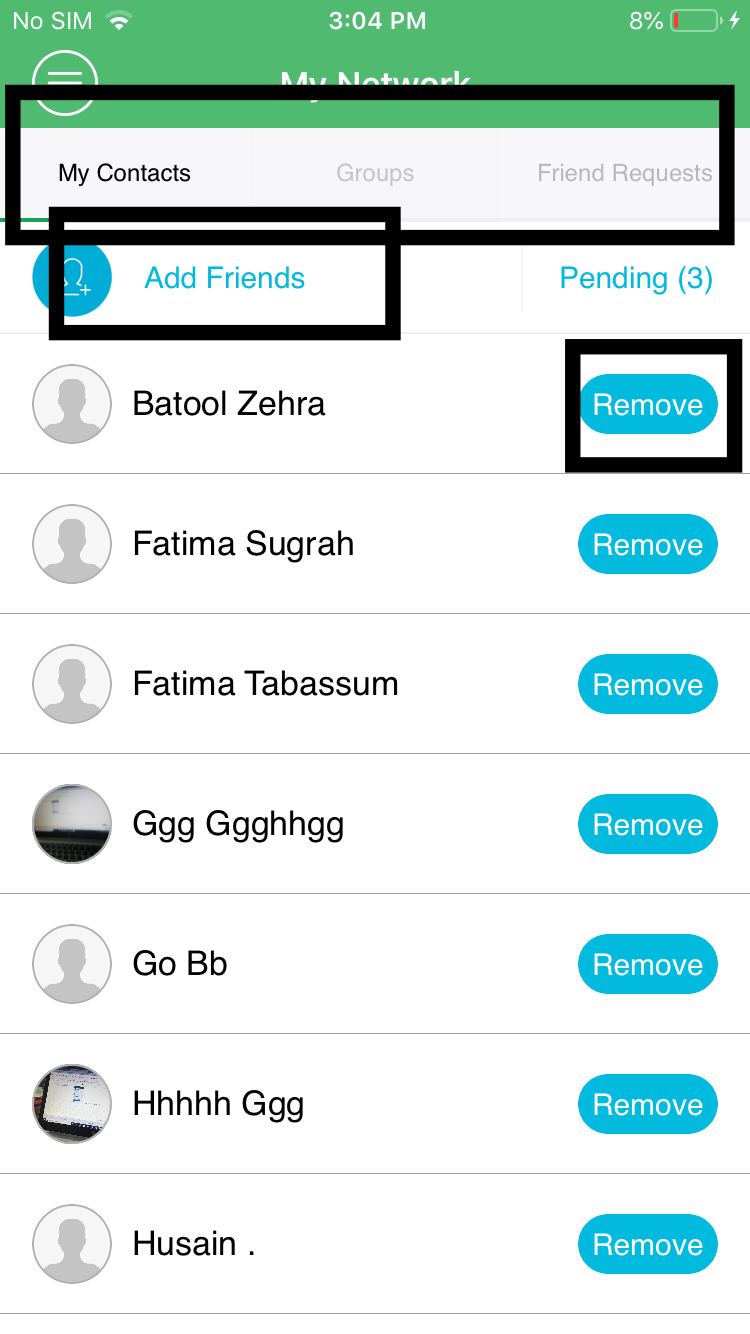 No SIM 3:04 PM 8%
My Network
My Contacts Groups Friend Requests
Add Friends Pending (3)
Batool Zehra Remove
Fatima Sugrah Remove
Fatima Tabassum Remove
Ggg Ggghhgg Remove
Go Bb Remove
Hhhhh Ggg Remove
Husain . Remove